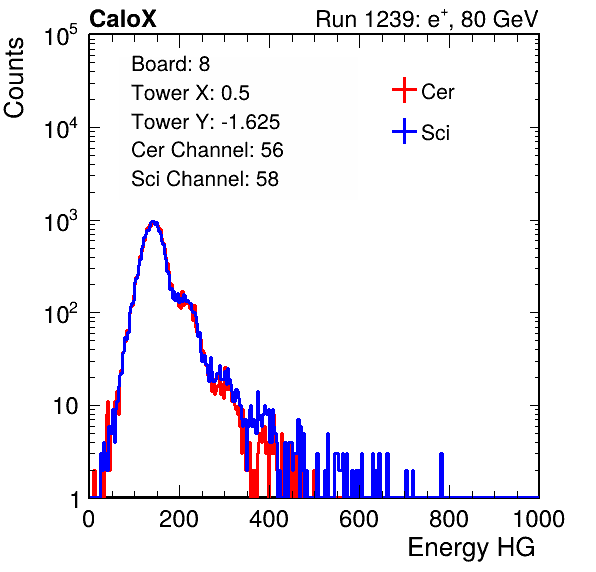 CaloX Run 1239: e⁺, 80 GeV
Counts
Board: 8
Tower X: 0.5
Tower Y: -1.625
Cer Channel: 56
Sci Channel: 58
Cer
Sci
10⁵
10⁴
10³
10²
10
1
0 200 400 600 800 1000
Energy HG